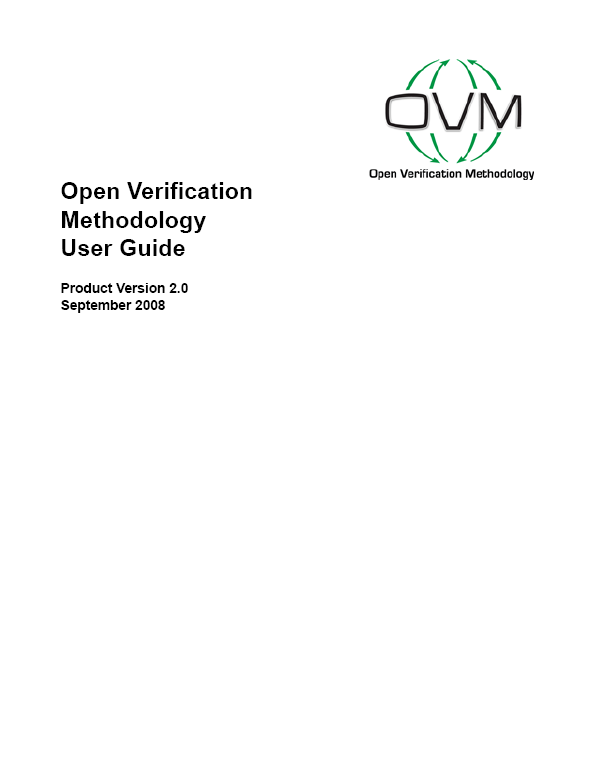 OVM
Open Verification Methodology
Open Verification
Methodology
User Guide
Product Version 2.0
September 2008